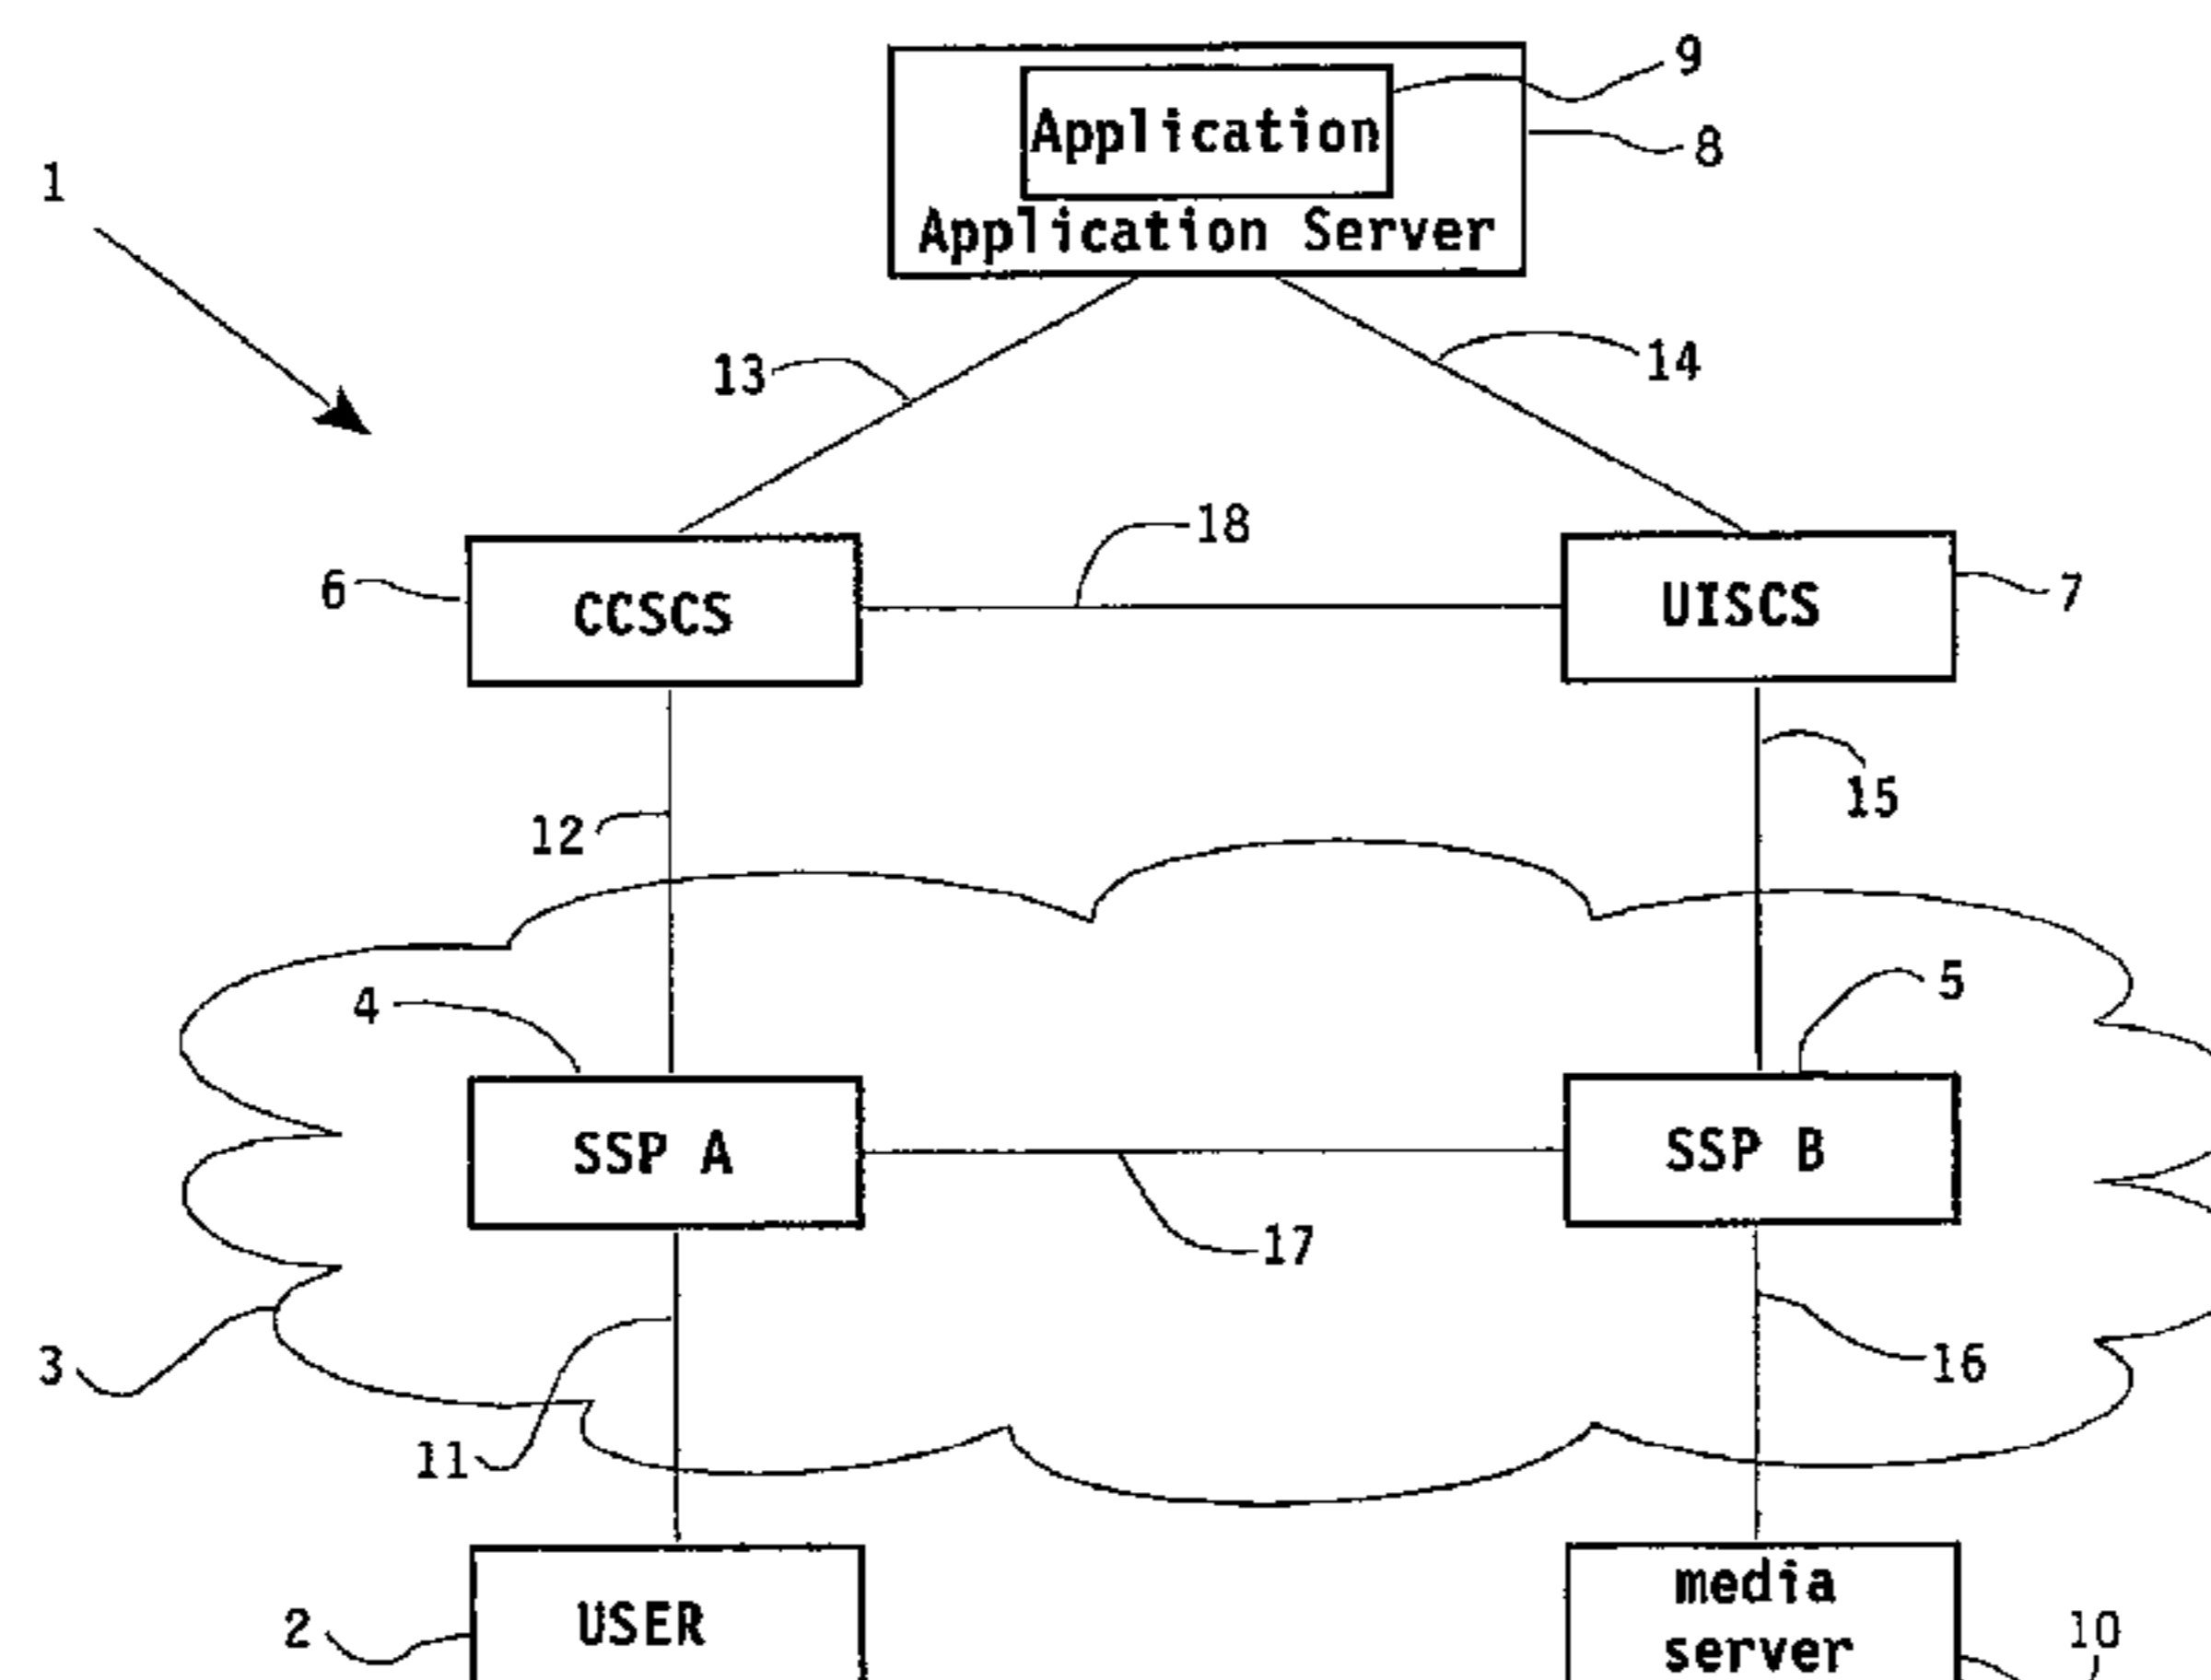 9
Application
8
1
Application Server
13
14
18
6
CCSCS
UISCS
7
15
12
5
4
SSP A
SSP B
17
3
16
11
2
USER
media
server
10